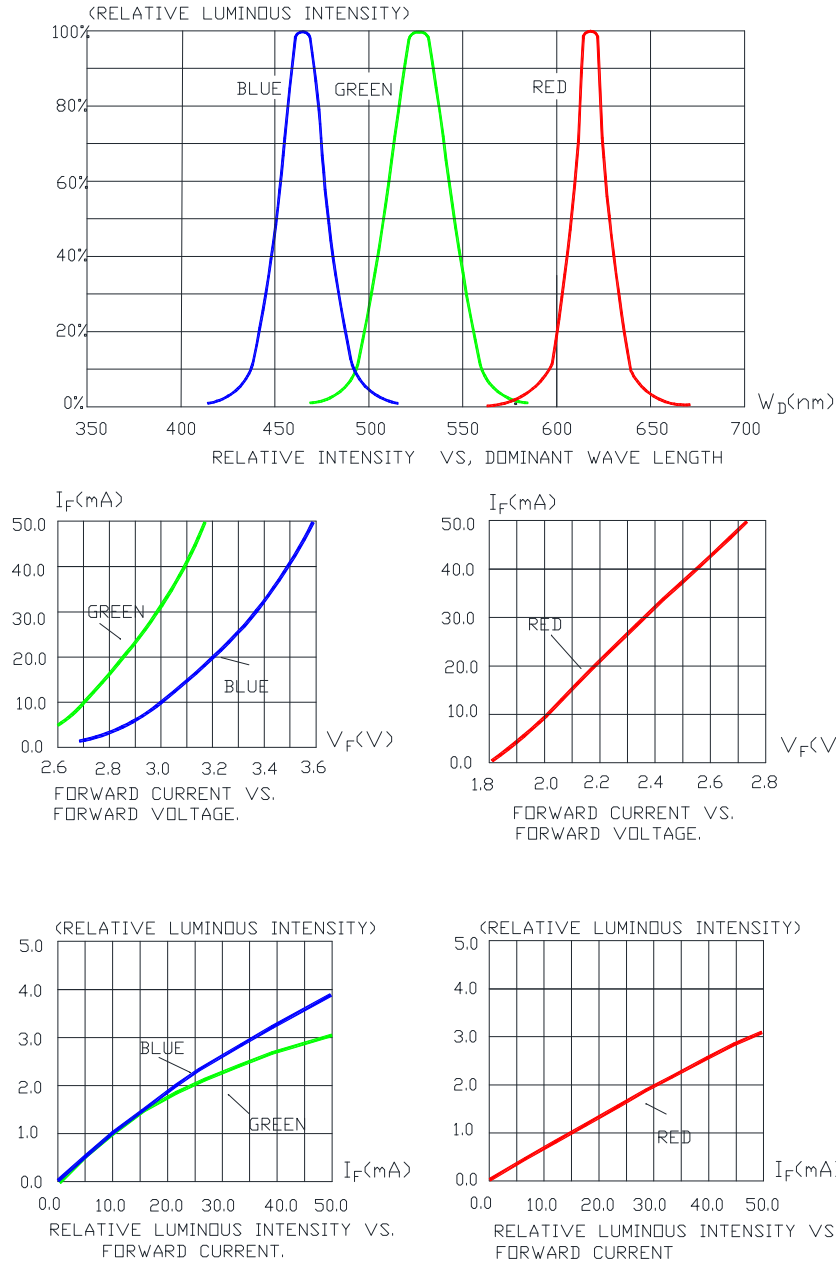 (RELATIVE LUMINOUS INTENSITY)
100%
80%
60%
40%
20%
0%
BLUE
GREEN
RED
350 400 450 500 550 600 650 700
W_D(nm)
RELATIVE INTENSITY VS, DOMINANT WAVE LENGTH
I_F(mA)
50.0
40.0
30.0
20.0
10.0
0.0
GREEN
BLUE
V_F(V)
2.6 2.8 3.0 3.2 3.4 3.6
FORWARD CURRENT VS.
FORWARD VOLTAGE.
I_F(mA)
50.0
40.0
30.0
20.0
10.0
0.0
RED
V_F(V
1.8 2.0 2.2 2.4 2.6 2.8
FORWARD CURRENT VS.
FORWARD VOLTAGE.
(RELATIVE LUMINOUS INTENSITY)
5.0
4.0
3.0
2.0
1.0
0.0
BLUE
GREEN
I_F(mA)
0.0 10.0 20.0 30.0 40.0 50.0
RELATIVE LUMINOUS INTENSITY VS.
FORWARD CURRENT.
(RELATIVE LUMINOUS INTENSITY)
5.0
4.0
3.0
2.0
1.0
0.0
RED
I_F(mA
0.0 10.0 20.0 30.0 40.0 50.0
RELATIVE LUMINOUS INTENSITY VS
FORWARD CURRENT